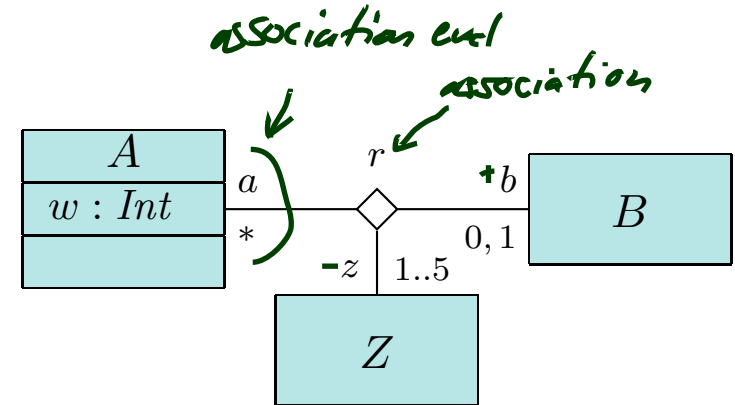 association end
association
A
r
a
+b
w : Int
B
*
0, 1
-z
1..5
Z